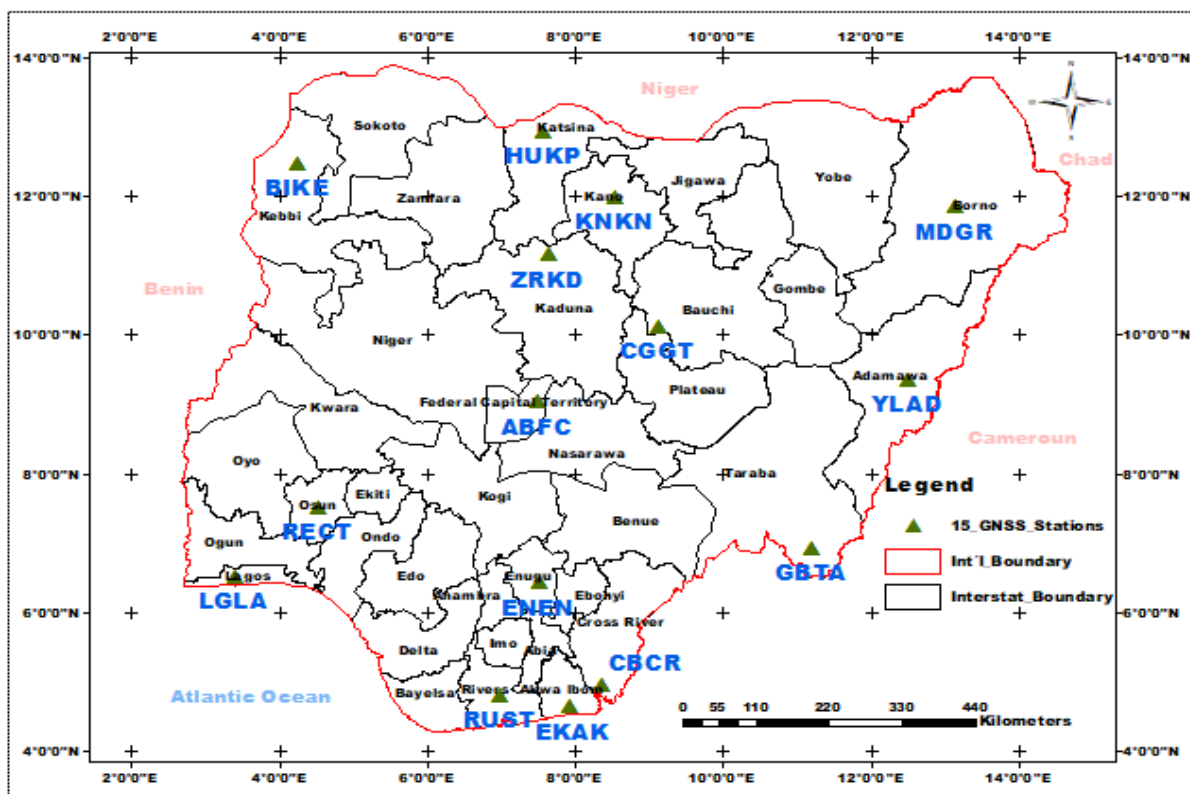 2°0'0"E 4°0'0"E 6°0'0"E 8°0'0"E 10°0'0"E 12°0'0"E 14°0'0"E
14°0'0"N 14°0'0"N
N
W E
S
Niger
Sokoto
Katsina
HUKP
Chad
BJKE
Zamfara
Kebbi
Kano
KNKN
Jigawa
Yobe
Borno
MDGR
12°0'0"N 12°0'0"N
ZRKD
Kaduna
Benin
Bauchi
Gombe
Niger
CGGT
10°0'0"N 10°0'0"N
Plateau
Adamawa
YLAD
Kwara
Federal Capital Territory
ABFC
Cameroun
Nasarawa
Oyo
Taraba
8°0'0"N 8°0'0"N
Legend
Osun
Ekiti
Kogi
RECT
Benue
15_GNSS_Stations
Ogun
Ondo
Int'l_Boundary
GBTA
Lagos
LGLA
Edo
Enugu
Anambra
ENEN
Ebonyi
Interstat_Boundary
6°0'0"N 6°0'0"N
Cross River
Imo
Abia
Delta
CBCR
Atlantic Ocean
Bayelsa
Rivers
Akwa Ibom
RUST
EKAK
0 55 110 220 330 440
Kilometers
4°0'0"N 4°0'0"N
2°0'0"E 4°0'0"E 6°0'0"E 8°0'0"E 10°0'0"E 12°0'0"E 14°0'0"E